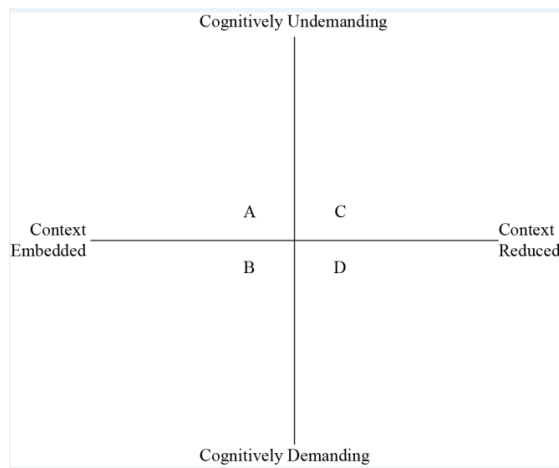 Cognitively Undemanding
A
C
Context
Embedded
Context
Reduced
B
D
Cognitively Demanding